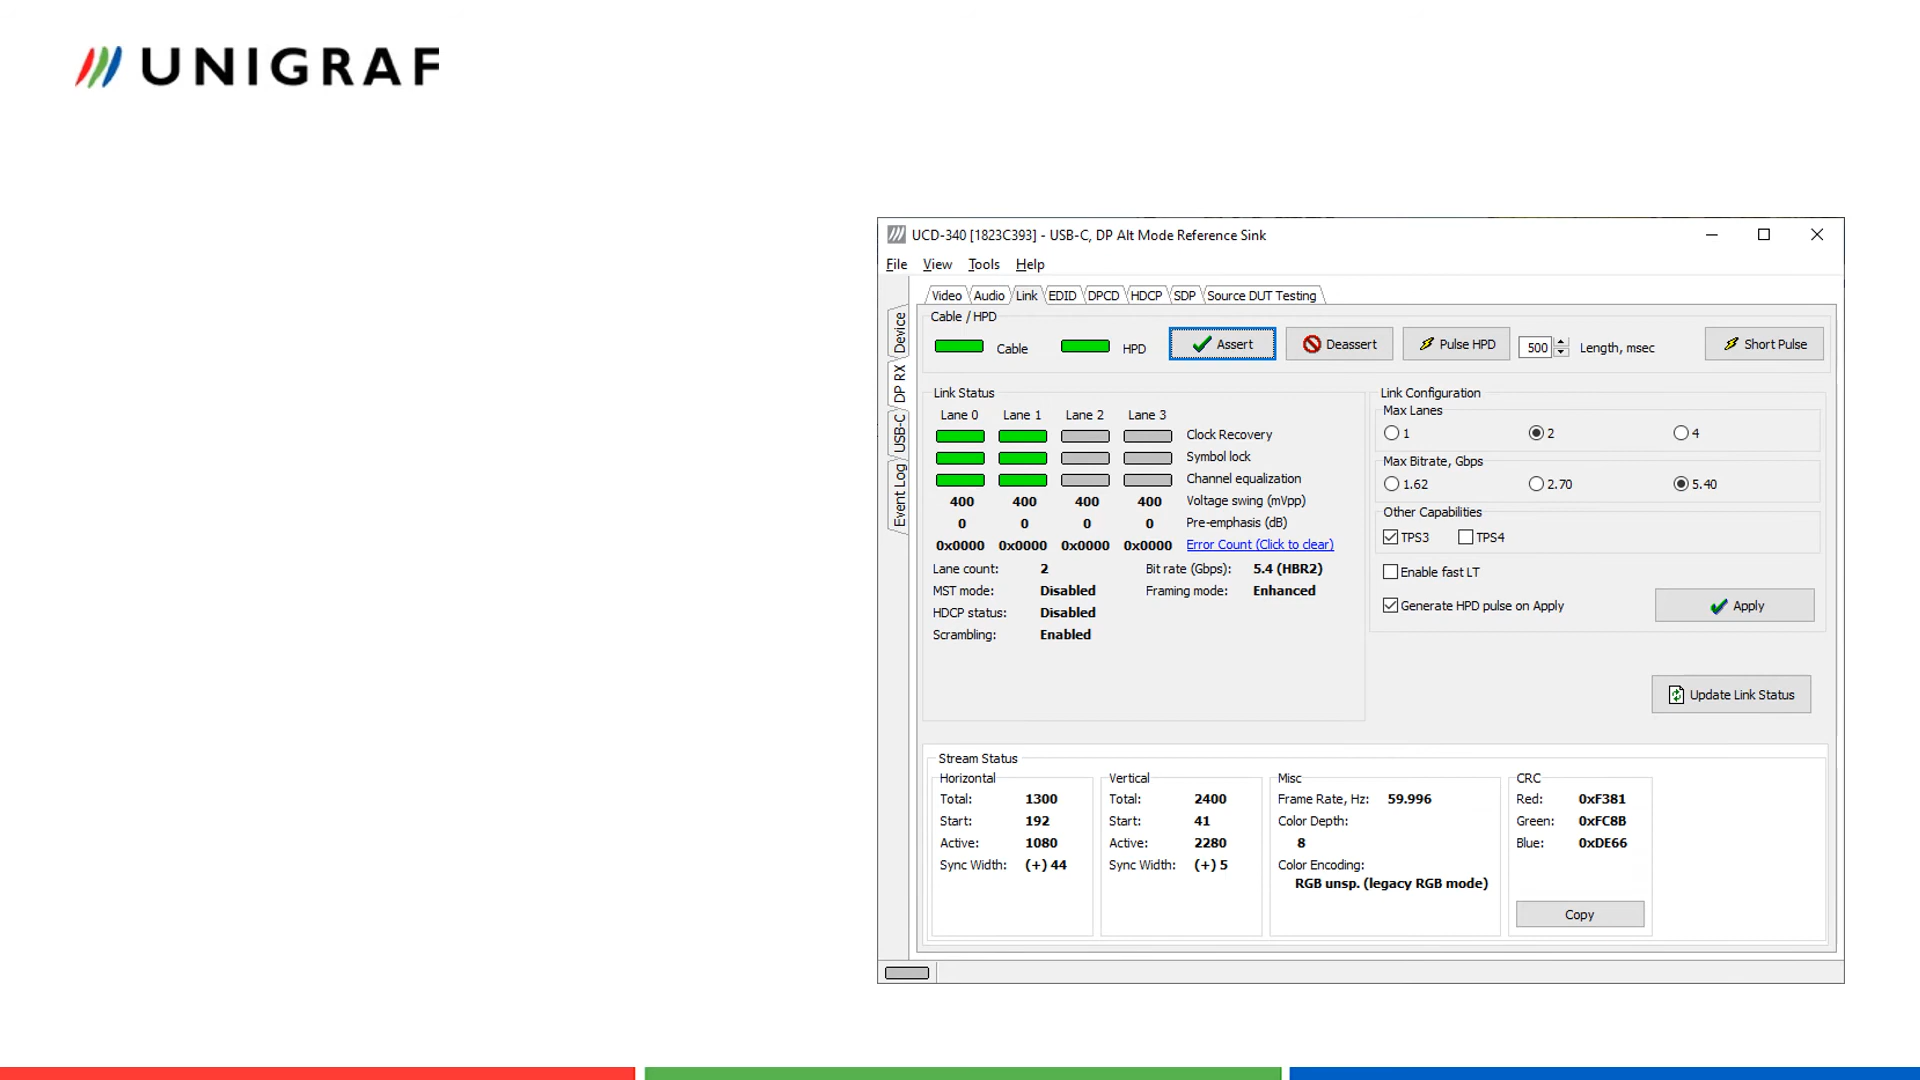 UNIGRAF
UCD-340 [1823C393] - USB-C, DP Alt Mode Reference Sink
File View Tools Help
Video Audio Link EDID DPCD HDCP SDP Source DUT Testing
Device
DP RX
USB-C
Event Log
Cable / HPD
Cable HPD Assert Deassert Pulse HPD 500 Length, msec Short Pulse
Link Status
Lane 0 Lane 1 Lane 2 Lane 3
Clock Recovery
Symbol lock
Channel equalization
400 400 400 400 Voltage swing (mVpp)
0 0 0 0 Pre-emphasis (dB)
0x0000 0x0000 0x0000 0x0000 Error Count (Click to clear)
Lane count: 2 Bit rate (Gbps): 5.4 (HBR2)
MST mode: Disabled Framing mode: Enhanced
HDCP status: Disabled
Scrambling: Enabled
Link Configuration
Max Lanes
1 2 4
Max Bitrate, Gbps
1.62 2.70 5.40
Other Capabilities
TPS3 TPS4
Enable fast LT
Generate HPD pulse on Apply Apply
Update Link Status
Stream Status
Horizontal
Total: 1300
Start: 192
Active: 1080
Sync Width: (+) 44
Vertical
Total: 2400
Start: 41
Active: 2280
Sync Width: (+) 5
Misc
Frame Rate, Hz: 59.996
Color Depth:
8
Color Encoding:
RGB unsp. (legacy RGB mode)
CRC
Red: 0xF381
Green: 0xFC8B
Blue: 0xDE66
Copy